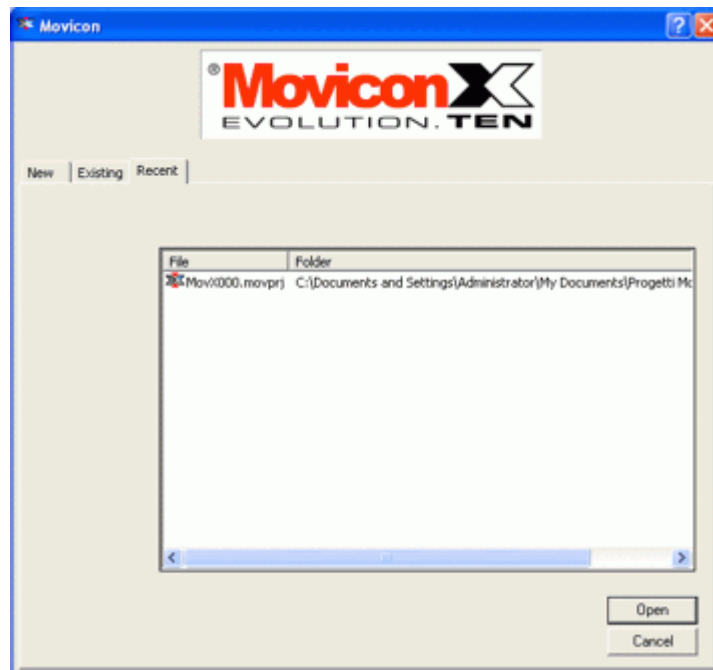 Movicon
®MoviconX
EVOLUTION.TEN
New Existing Recent
File Folder
MovX000.movprj C:\Documents and Settings\Administrator\My Documents\Progetti Mo
Open
Cancel